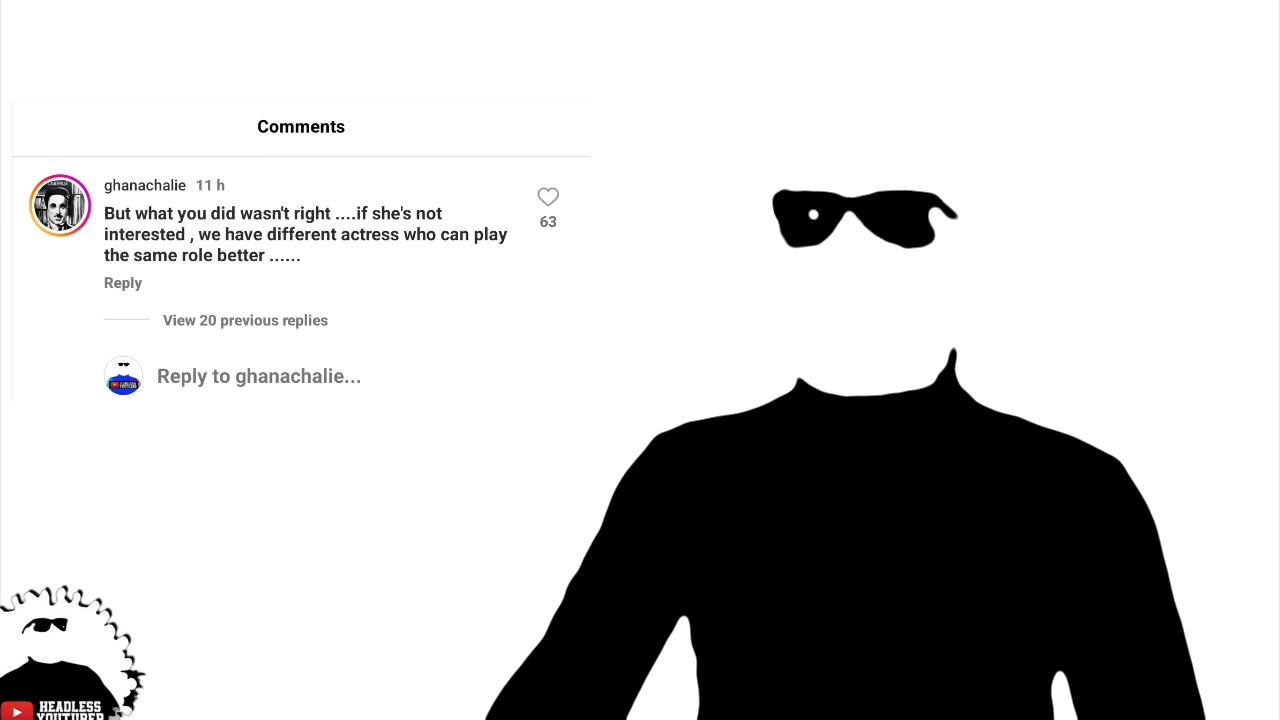 Comments
ghanachalie 11 h
But what you did wasn't right ....if she's not
interested , we have different actress who can play
the same role better ......
63
Reply
View 20 previous replies
Reply to ghanachalie...
HEADLESS
YOUTUBER